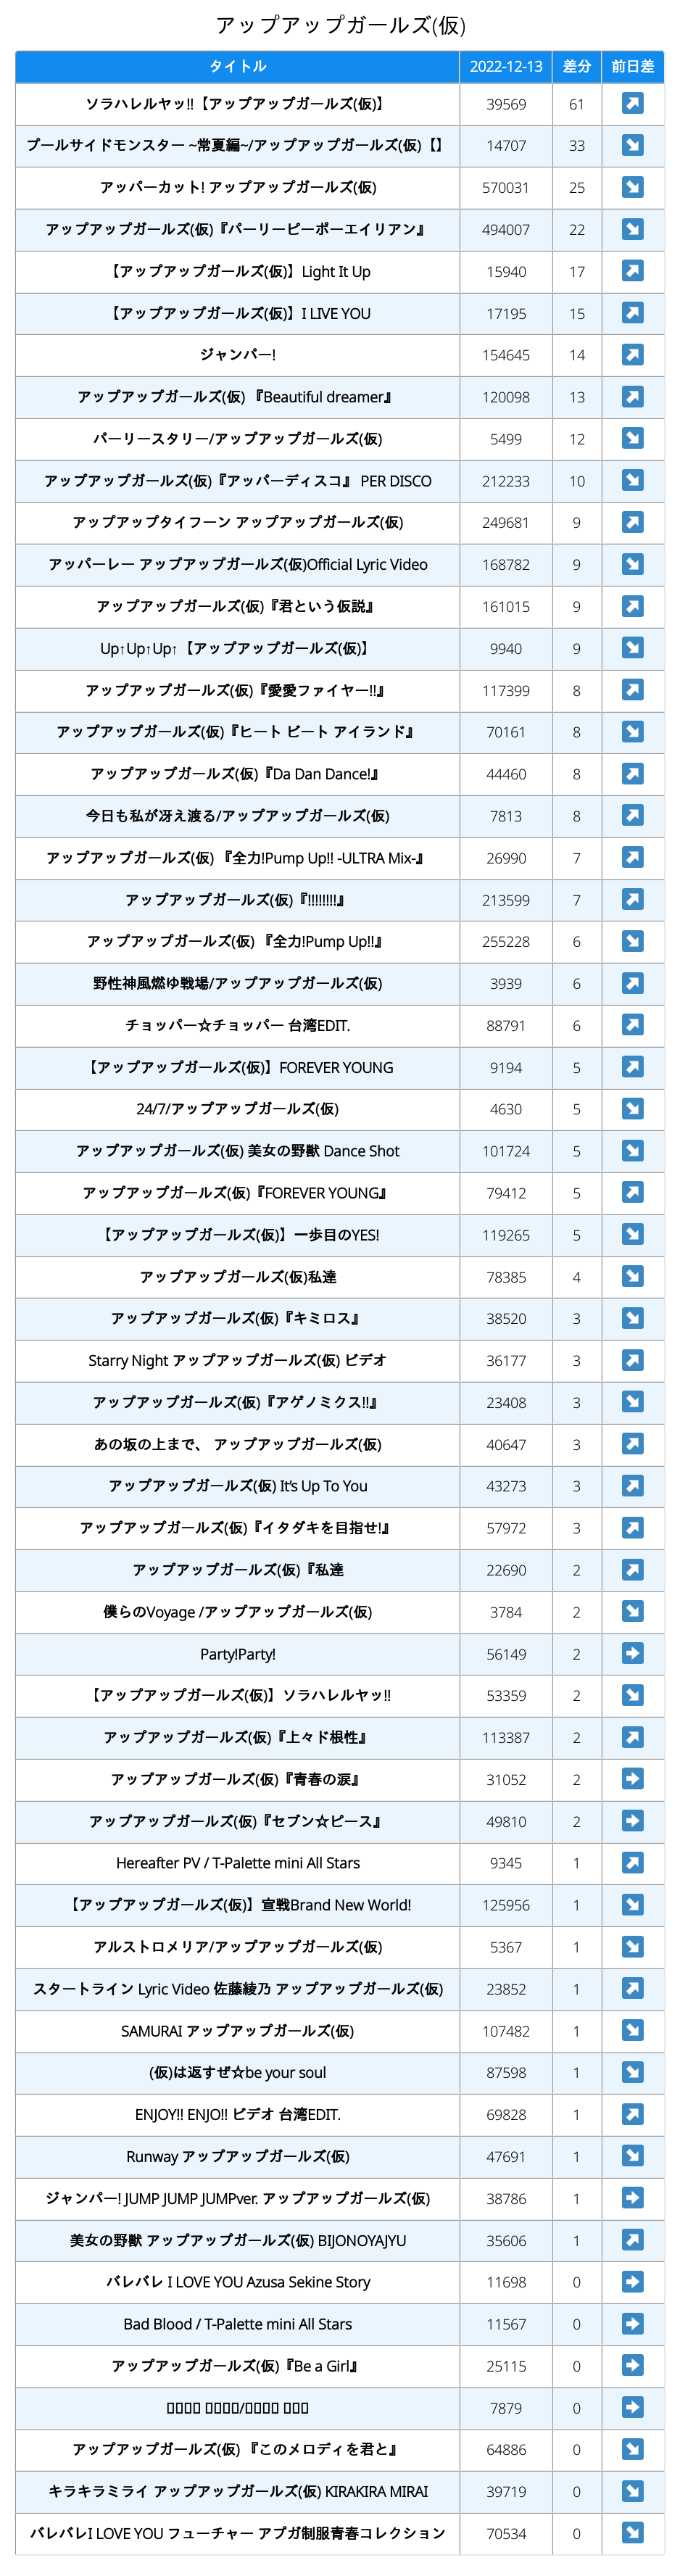 アップアップガールズ(仮)
タイトル 2022-12-13 差分 前日差
ソラハレルヤッ!!【アップアップガールズ(仮)】 39569 61
プールサイドモンスター ~常夏編~/アップアップガールズ(仮)【】 14707 33
アッパーカット! アップアップガールズ(仮) 570031 25
アップアップガールズ(仮)『パーリーピーポーエイリアン』 494007 22
【アップアップガールズ(仮)】Light It Up 15940 17
【アップアップガールズ(仮)】I LIVE YOU 17195 15
ジャンパー! 154645 14
アップアップガールズ(仮) 『Beautiful dreamer』 120098 13
パーリースタリー/アップアップガールズ(仮) 5499 12
アップアップガールズ(仮)『アッパーディスコ』 PER DISCO 212233 10
アップアップタイフーン アップアップガールズ(仮) 249681 9
アッパーレー アップアップガールズ(仮)Official Lyric Video 168782 9
アップアップガールズ(仮)『君という仮説』 161015 9
Up↑Up↑Up↑【アップアップガールズ(仮)】 9940 9
アップアップガールズ(仮)『愛愛ファイヤー!!』 117399 8
アップアップガールズ(仮)『ヒート ビート アイランド』 70161 8
アップアップガールズ(仮)『Da Dan Dance!』 44460 8
今日も私が冴え渡る/アップアップガールズ(仮) 7813 8
アップアップガールズ(仮) 『全力!Pump Up!! -ULTRA Mix-』 26990 7
アップアップガールズ(仮)『!!!!!!!!』 213599 7
アップアップガールズ(仮) 『全力!Pump Up!!』 255228 6
野性神風燃ゆ戦場/アップアップガールズ(仮) 3939 6
チョッパー☆チョッパー 台湾EDIT. 88791 6
【アップアップガールズ(仮)】FOREVER YOUNG 9194 5
24/7/アップアップガールズ(仮) 4630 5
アップアップガールズ(仮) 美女の野獣 Dance Shot 101724 5
アップアップガールズ(仮)『FOREVER YOUNG』 79412 5
【アップアップガールズ(仮)】一歩目のYES! 119265 5
アップアップガールズ(仮)私達 78385 4
アップアップガールズ(仮)『キミロス』 38520 3
Starry Night アップアップガールズ(仮) ビデオ 36177 3
アップアップガールズ(仮)『アゲノミクス!!』 23408 3
あの坂の上まで、 アップアップガールズ(仮) 40647 3
アップアップガールズ(仮) It's Up To You 43273 3
アップアップガールズ(仮)『イタダキを目指せ!』 57972 3
アップアップガールズ(仮)『私達 22690 2
僕らのVoyage /アップアップガールズ(仮) 3784 2
Party!Party! 56149 2
【アップアップガールズ(仮)】ソラハレルヤッ!! 53359 2
アップアップガールズ(仮)『上々ド根性』 113387 2
アップアップガールズ(仮)『青春の涙』 31052 2
アップアップガールズ(仮)『セブン☆ピース』 49810 2
Hereafter PV / T-Palette mini All Stars 9345 1
【アップアップガールズ(仮)】宣戦Brand New World! 125956 1
アルストロメリア/アップアップガールズ(仮) 5367 1
スタートライン Lyric Video 佐藤綾乃 アップアップガールズ(仮) 23852 1
SAMURAI アップアップガールズ(仮) 107482 1
(仮)は返すぜ☆be your soul 87598 1
ENJOY!! ENJO!! ビデオ 台湾EDIT. 69828 1
Runway アップアップガールズ(仮) 47691 1
ジャンパー! JUMP JUMP JUMPver. アップアップガールズ(仮) 38786 1
美女の野獣 アップアップガールズ(仮) BIJONOYAJYU 35606 1
バレバレ I LOVE YOU Azusa Sekine Story 11698 0
Bad Blood / T-Palette mini All Stars 11567 0
アップアップガールズ(仮)『Be a Girl』 25115 0
7879 0
アップアップガールズ(仮) 『このメロディを君と』 64886 0
キラキラミライ アップアップガールズ(仮) KIRAKIRA MIRAI 39719 0
バレバレI LOVE YOU フューチャー アプガ制服青春コレクション 70534 0